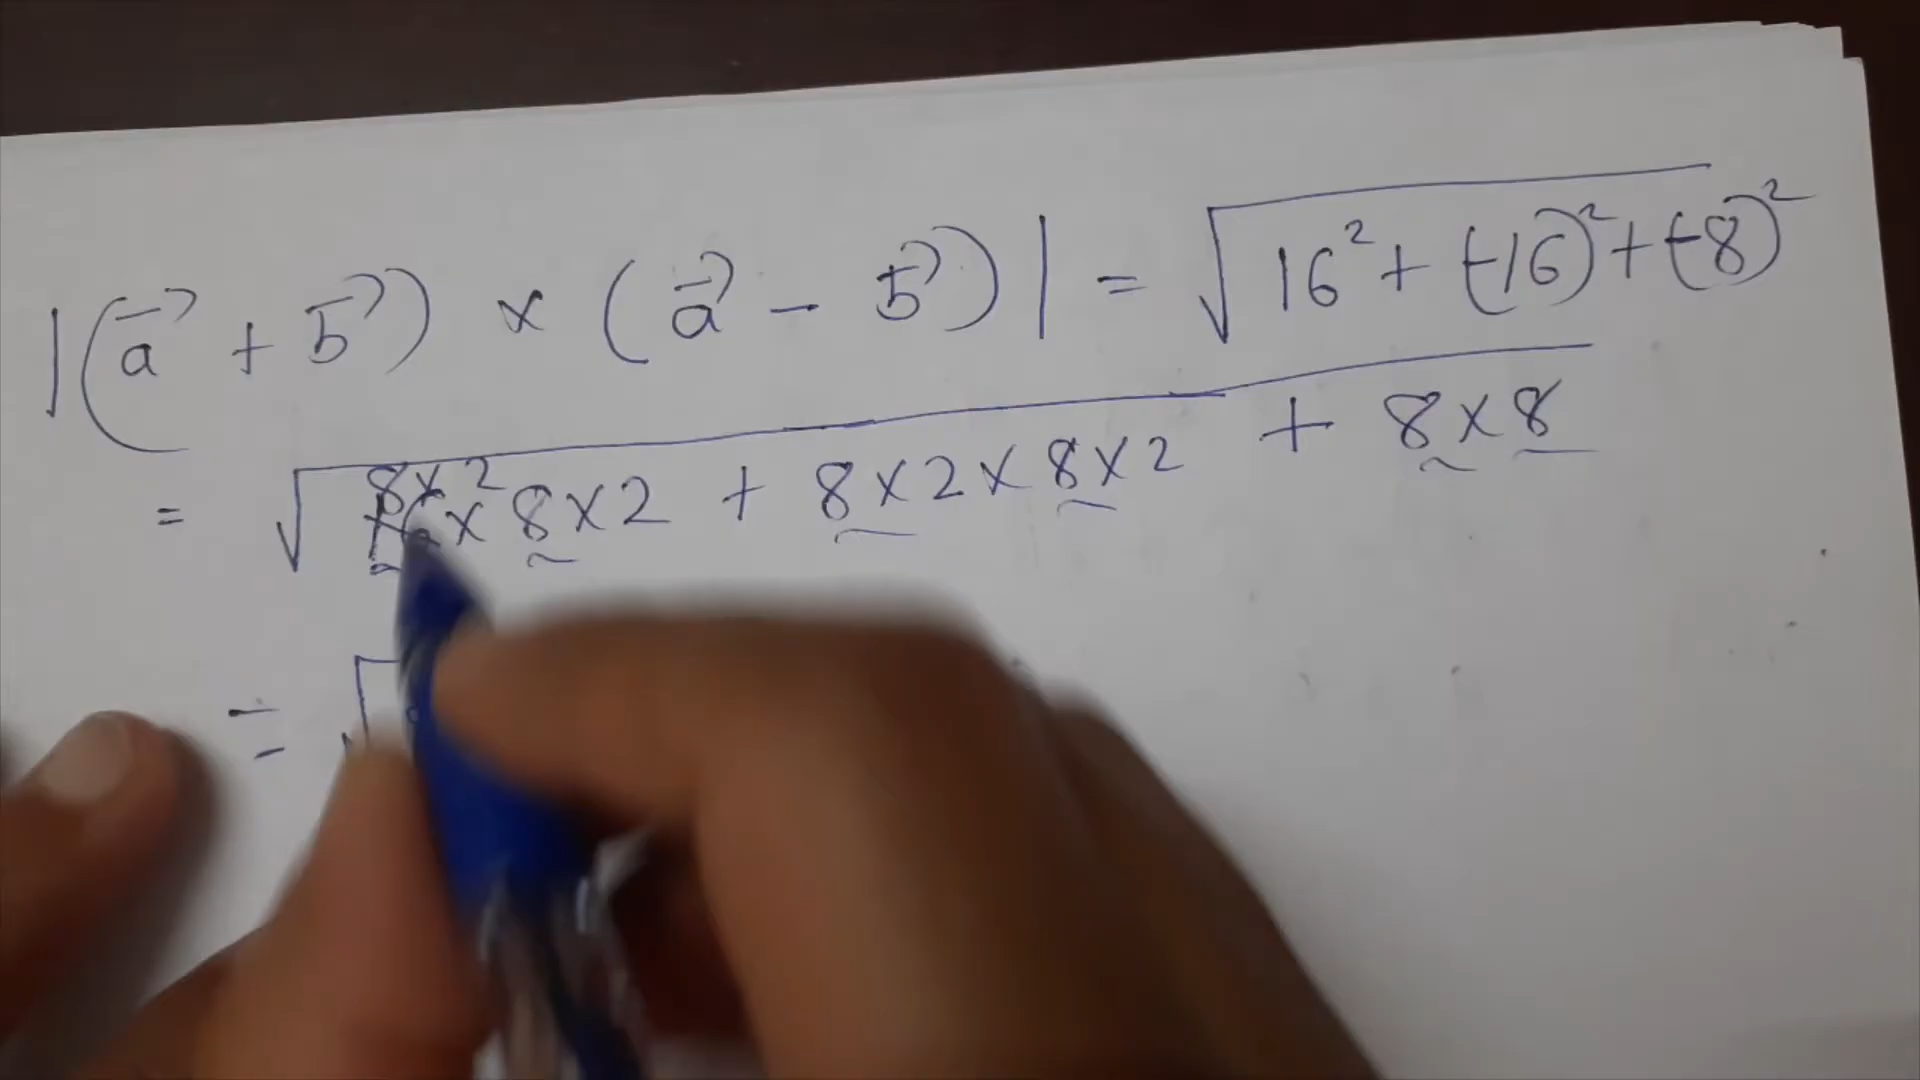 |(a⃗ + b⃗) × (a⃗ − b⃗)| = √(16² + (−16)² + (−8)²)
= √(8×2×8×2 + 8×2×8×2 + 8×8)
= √